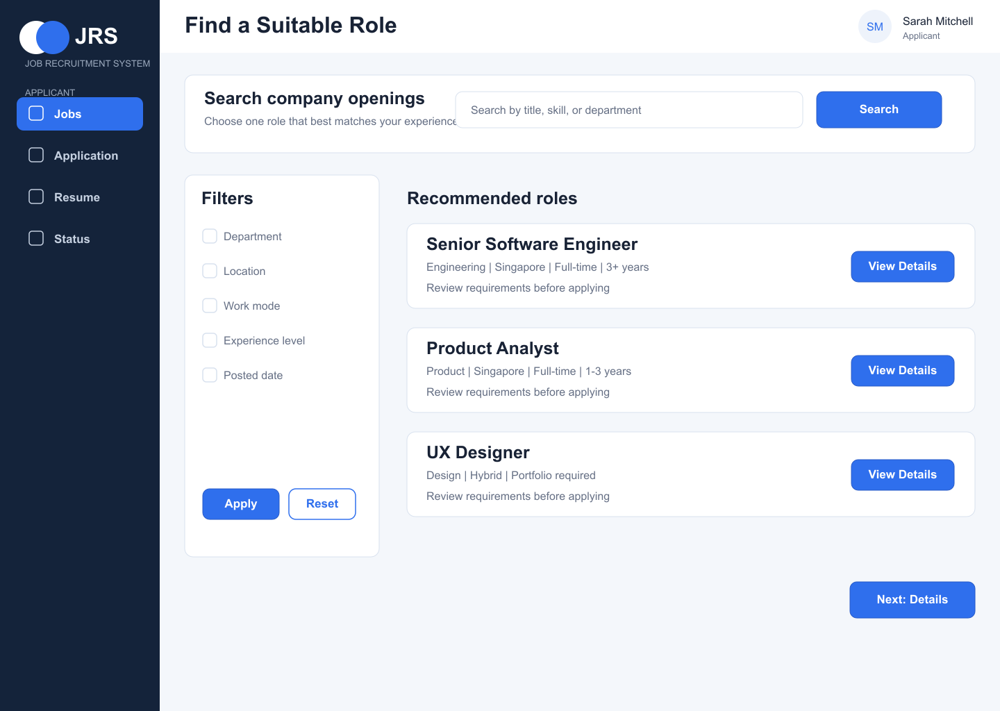 JRS
JOB RECRUITMENT SYSTEM
APPLICANT
Jobs
Application
Resume
Status
Find a Suitable Role
SM
Sarah Mitchell
Applicant
Search company openings
Choose one role that best matches your experience
Search by title, skill, or department
Search
Filters
Department
Location
Work mode
Experience level
Posted date
Apply
Reset
Recommended roles
Senior Software Engineer
Engineering | Singapore | Full-time | 3+ years
Review requirements before applying
View Details
Product Analyst
Product | Singapore | Full-time | 1-3 years
Review requirements before applying
View Details
UX Designer
Design | Hybrid | Portfolio required
Review requirements before applying
View Details
Next: Details